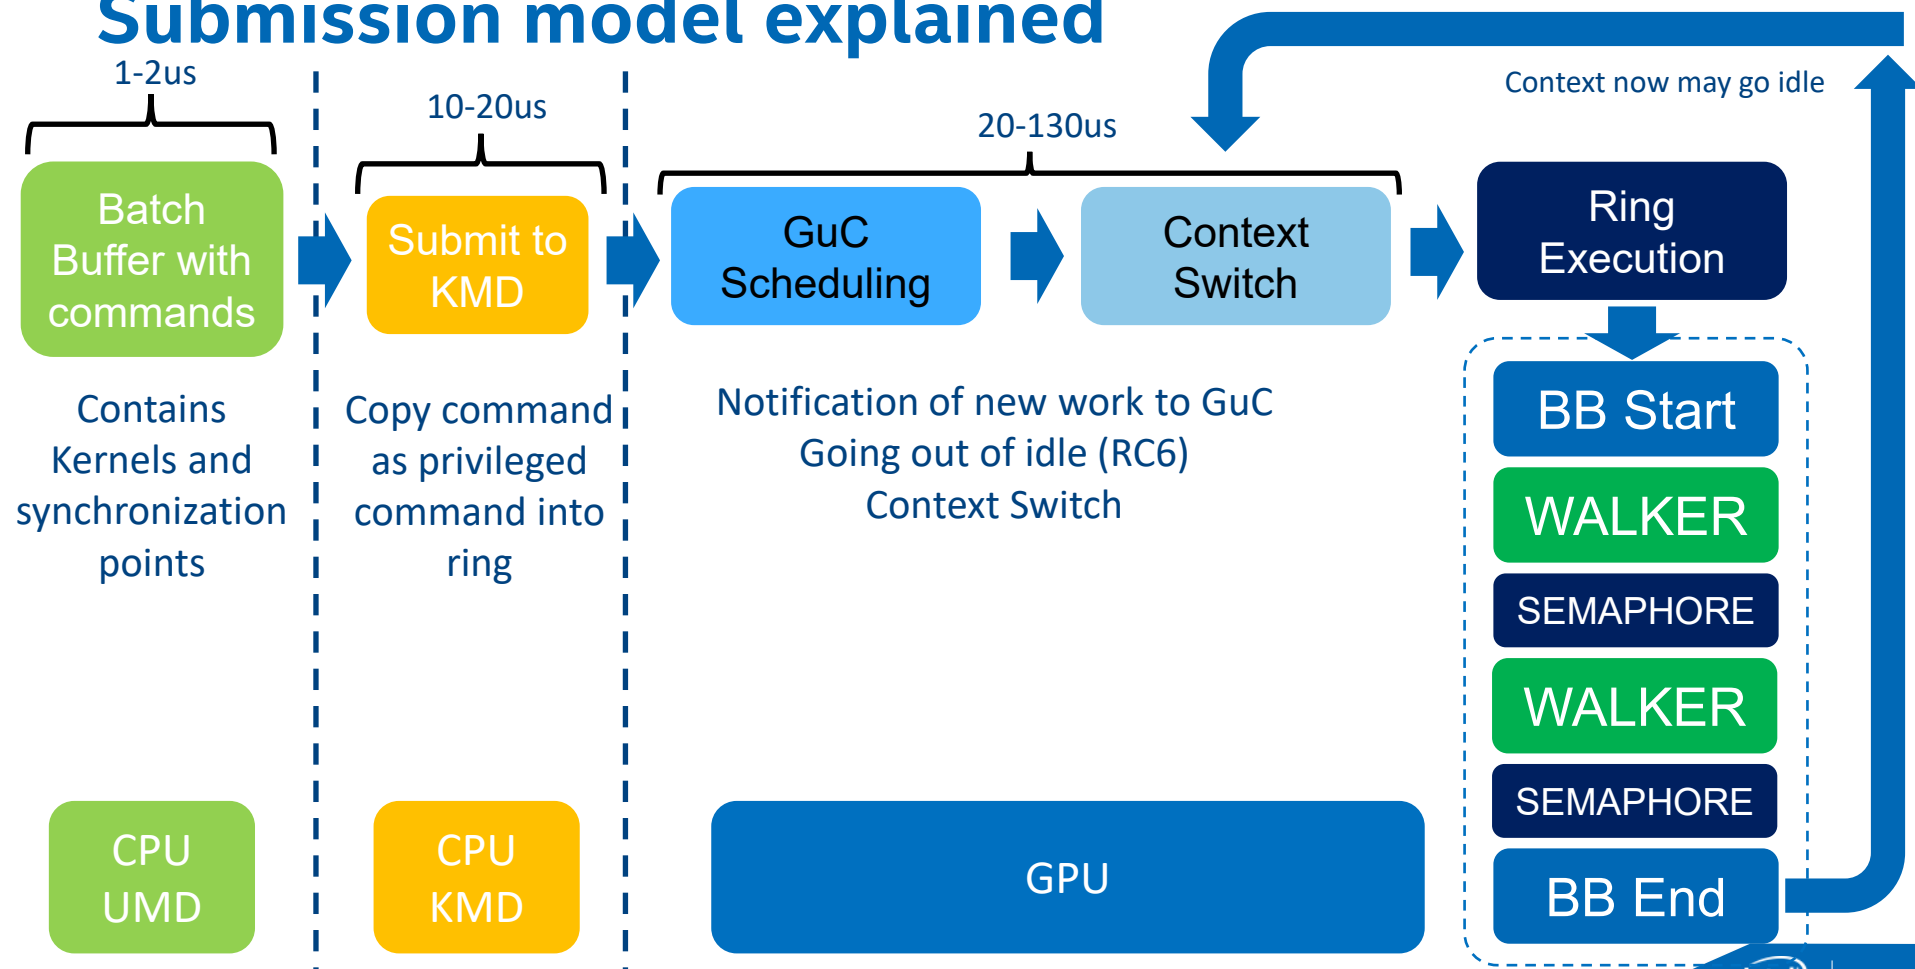 Submission model explained
1-2us
10-20us
20-130us
Context now may go idle
Batch
Buffer with
commands
Submit to
KMD
GuC
Scheduling
Context
Switch
Ring
Execution
Contains
Kernels and
synchronization
points
Copy command
as privileged
command into
ring
Notification of new work to GuC
Going out of idle (RC6)
Context Switch
BB Start
WALKER
SEMAPHORE
WALKER
SEMAPHORE
BB End
CPU
UMD
CPU
KMD
GPU